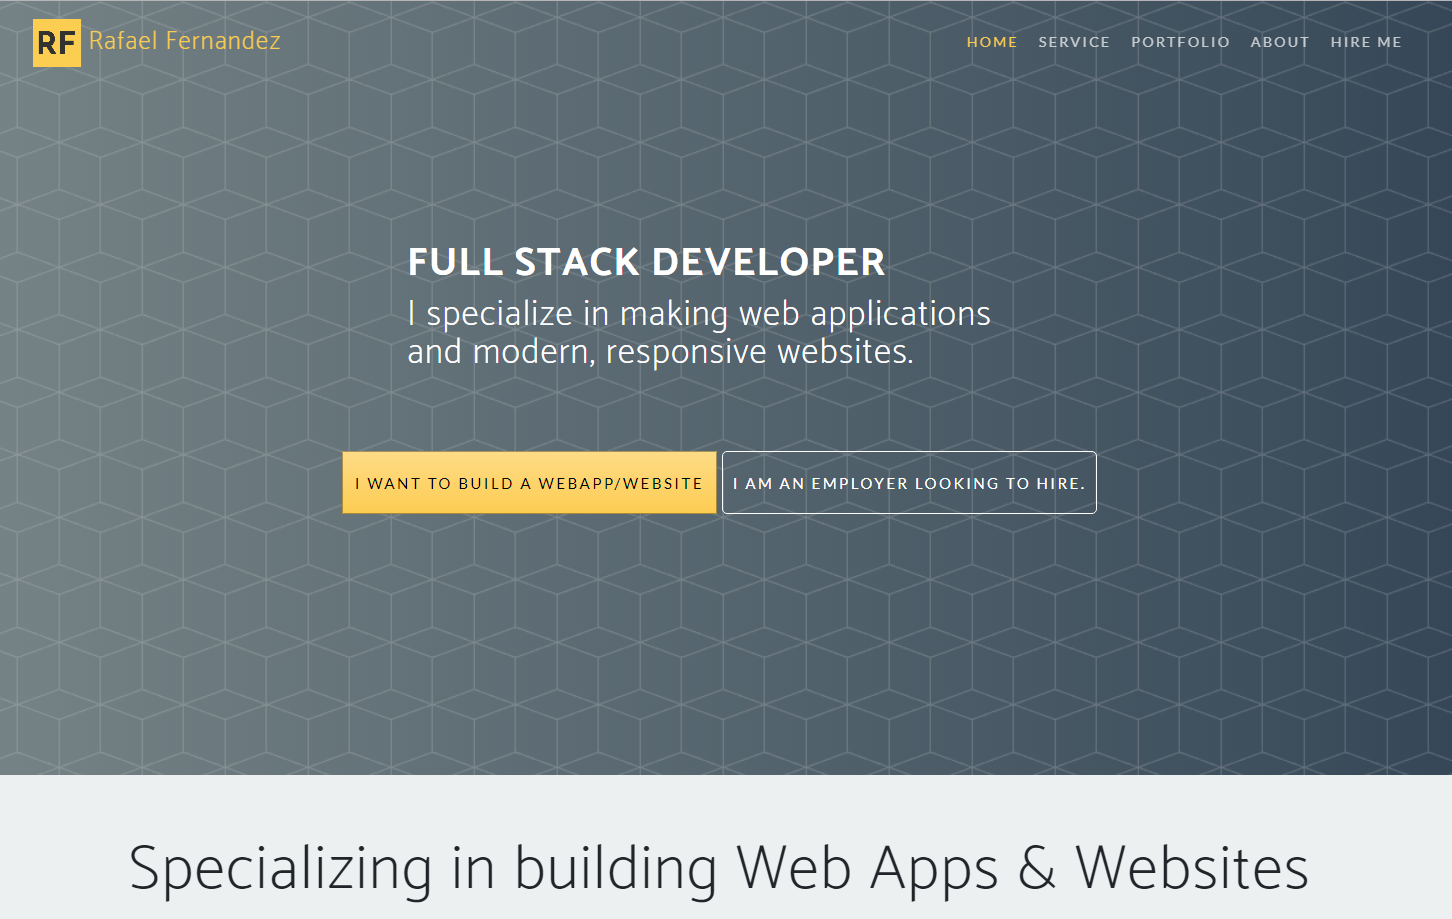 RF Rafael Fernandez
HOME SERVICE PORTFOLIO ABOUT HIRE ME
FULL STACK DEVELOPER
I specialize in making web applications
and modern, responsive websites.
I WANT TO BUILD A WEBAPP/WEBSITE
I AM AN EMPLOYER LOOKING TO HIRE.
Specializing in building Web Apps & Websites